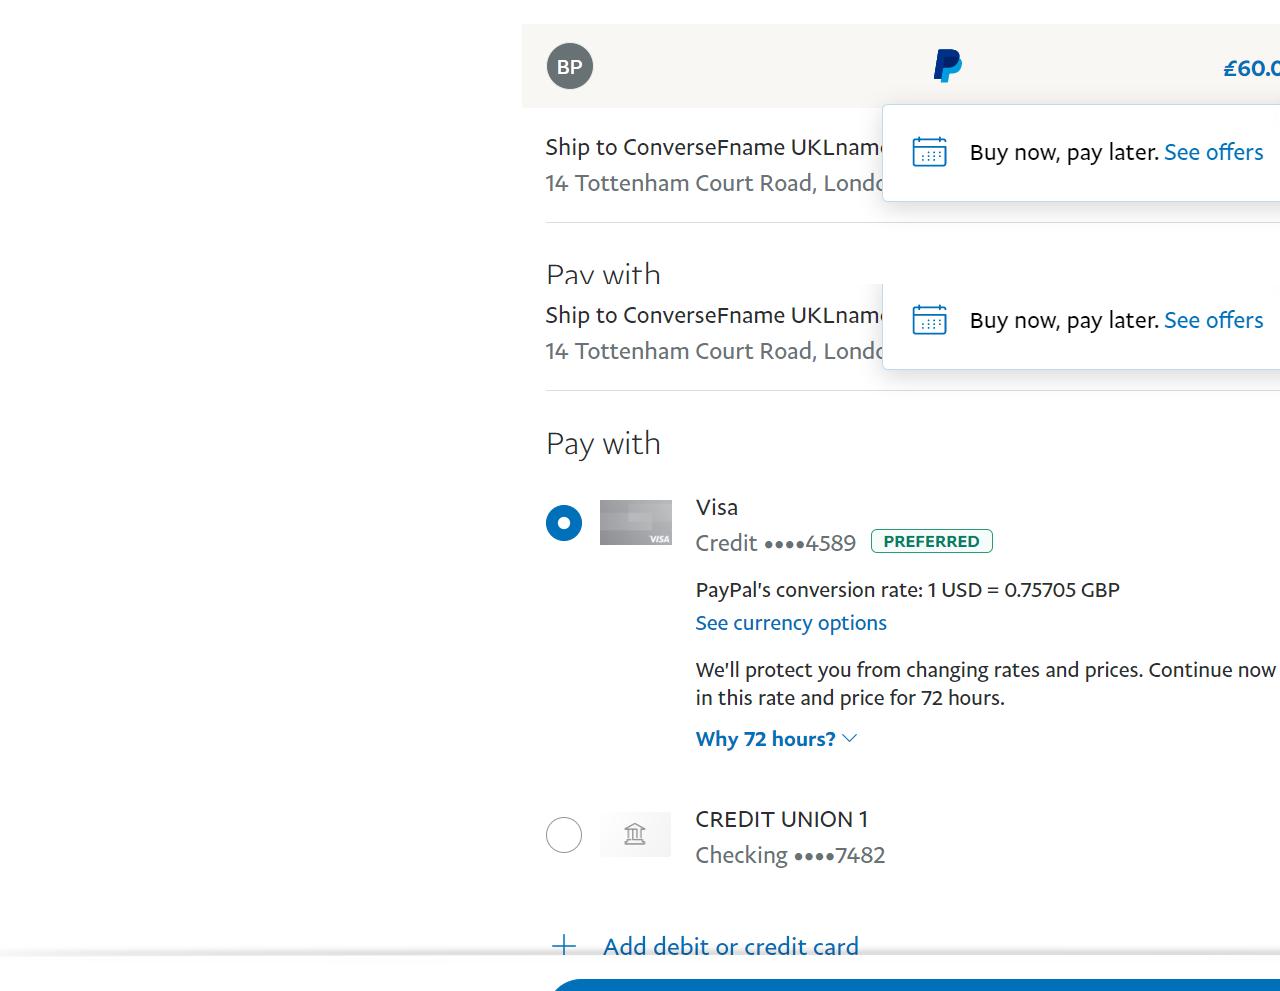 BP
£60.0
Ship to ConverseFname UKLname
14 Tottenham Court Road, Londo
Buy now, pay later. See offers
Pay with
Ship to ConverseFname UKLname
14 Tottenham Court Road, Londo
Buy now, pay later. See offers
Pay with
Visa
VISA
Credit ••••4589 PREFERRED
PayPal's conversion rate: 1 USD = 0.75705 GBP
See currency options
We'll protect you from changing rates and prices. Continue now
in this rate and price for 72 hours.
Why 72 hours?
CREDIT UNION 1
Checking ••••7482
Add debit or credit card